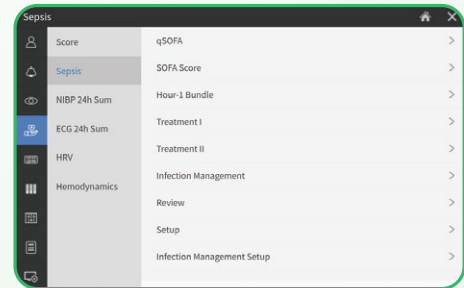 Sepsis
Score
Sepsis
NIBP 24h Sum
ECG 24h Sum
HRV
Hemodynamics
qSOFA
SOFA Score
Hour-1 Bundle
Treatment I
Treatment II
Infection Management
Review
Setup
Infection Management Setup